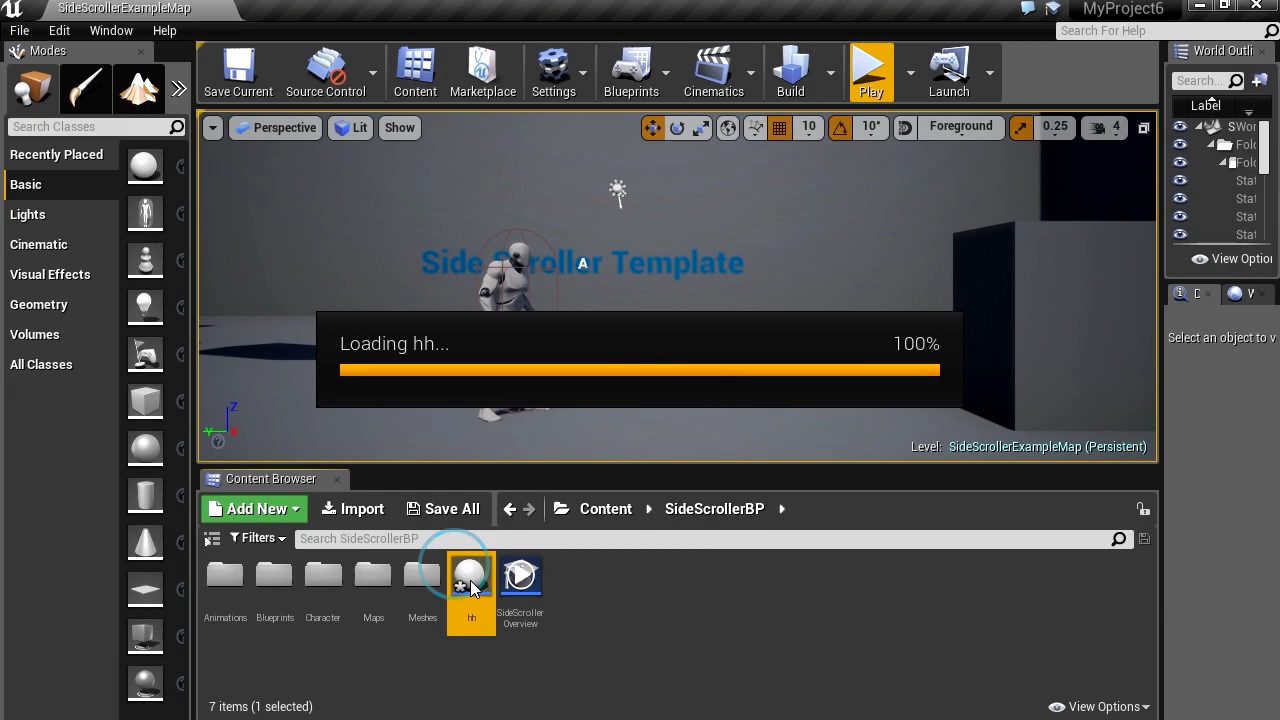 SideScrollerExampleMap
MyProject6
File Edit Window Help
Search For Help
Modes
World Outli
Save Current Source Control Content Marketplace Settings Blueprints Cinematics Build Play Launch
Search...
Label
Search Classes
Perspective Lit Show 10 10° Foreground 0.25 4
Recently Placed
Basic
Lights
Cinematic
Visual Effects
Geometry
Volumes
All Classes
SWor
Fold
Fold
Stat
Stat
Stat
Stat
View Option
Side Scroller Template
A
Loading hh... 100%
D V
Select an object to v
Z
Y X
Level: SideScrollerExampleMap (Persistent)
Content Browser
Add New Import Save All Content SideScrollerBP
Filters Search SideScrollerBP
Animations Blueprints Character Maps Meshes hh SideScroller
Overview
7 items (1 selected) View Options